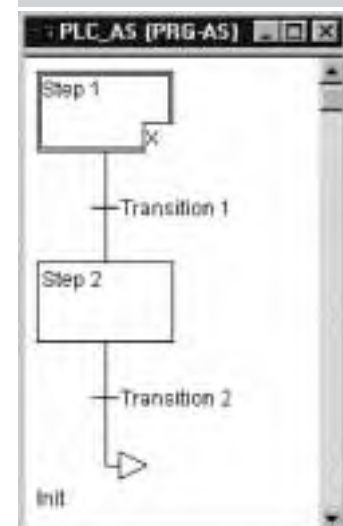 PLC_AS (PRG-AS)
Step 1
X
Transition 1
Step 2
Transition 2
Init